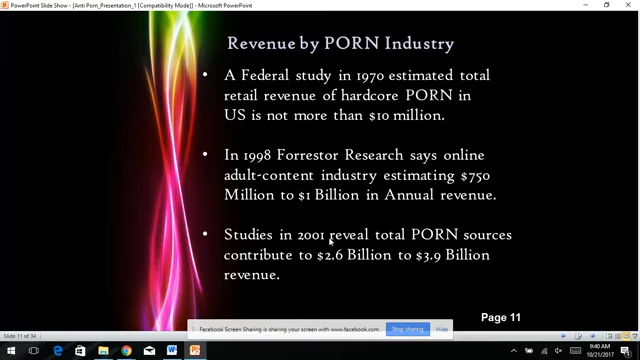 PowerPoint Slide Show - [Anti Porn_Presentation_1 [Compatibility Mode]] - Microsoft PowerPoint
Revenue by PORN Industry
• A Federal study in 1970 estimated total
retail revenue of hardcore PORN in
US is not more than $10 million.
• In 1998 Forrestor Research says online
adult-content industry estimating $750
Million to $1 Billion in Annual revenue.
• Studies in 2001 reveal total PORN sources
contribute to $2.6 Billion to $3.9 Billion
revenue.
Page 11
Facebook Screen Sharing is sharing your screen with www.facebook.com.
Stop sharing
Hide
Slide 11 of 34
9:40 AM
10/21/2017